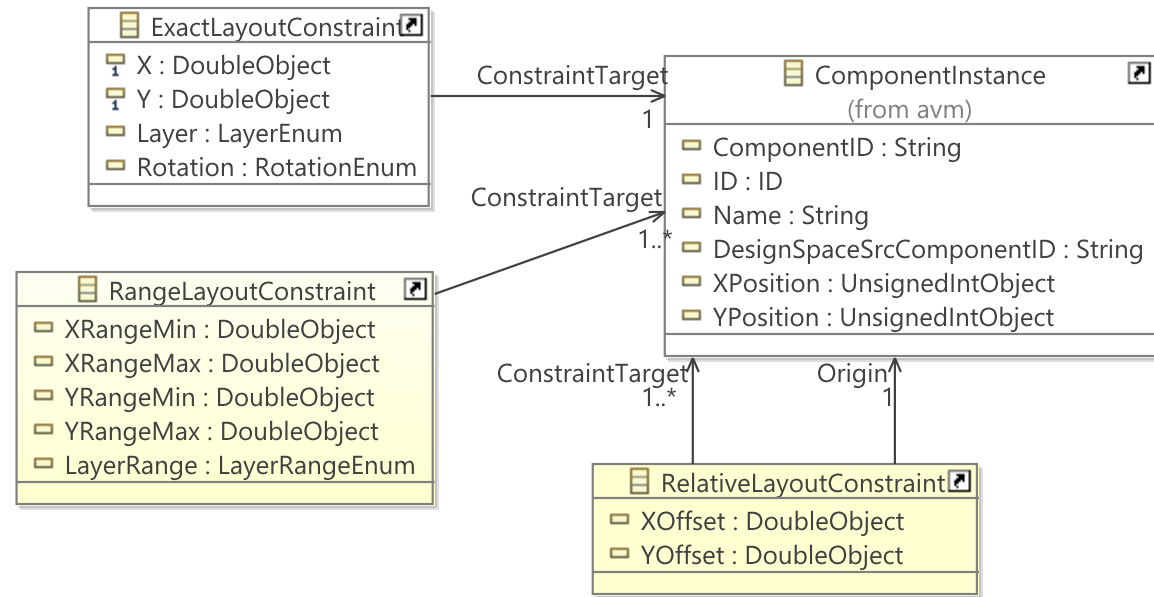 ExactLayoutConstraint
1 X : DoubleObject
1 Y : DoubleObject
Layer : LayerEnum
Rotation : RotationEnum
ConstraintTarget
1
ComponentInstance
(from avm)
ComponentID : String
ID : ID
Name : String
DesignSpaceSrcComponentID : String
XPosition : UnsignedIntObject
YPosition : UnsignedIntObject
ConstraintTarget
1..*
RangeLayoutConstraint
XRangeMin : DoubleObject
XRangeMax : DoubleObject
YRangeMin : DoubleObject
YRangeMax : DoubleObject
LayerRange : LayerRangeEnum
ConstraintTarget
1..*
Origin
1
RelativeLayoutConstraint
XOffset : DoubleObject
YOffset : DoubleObject